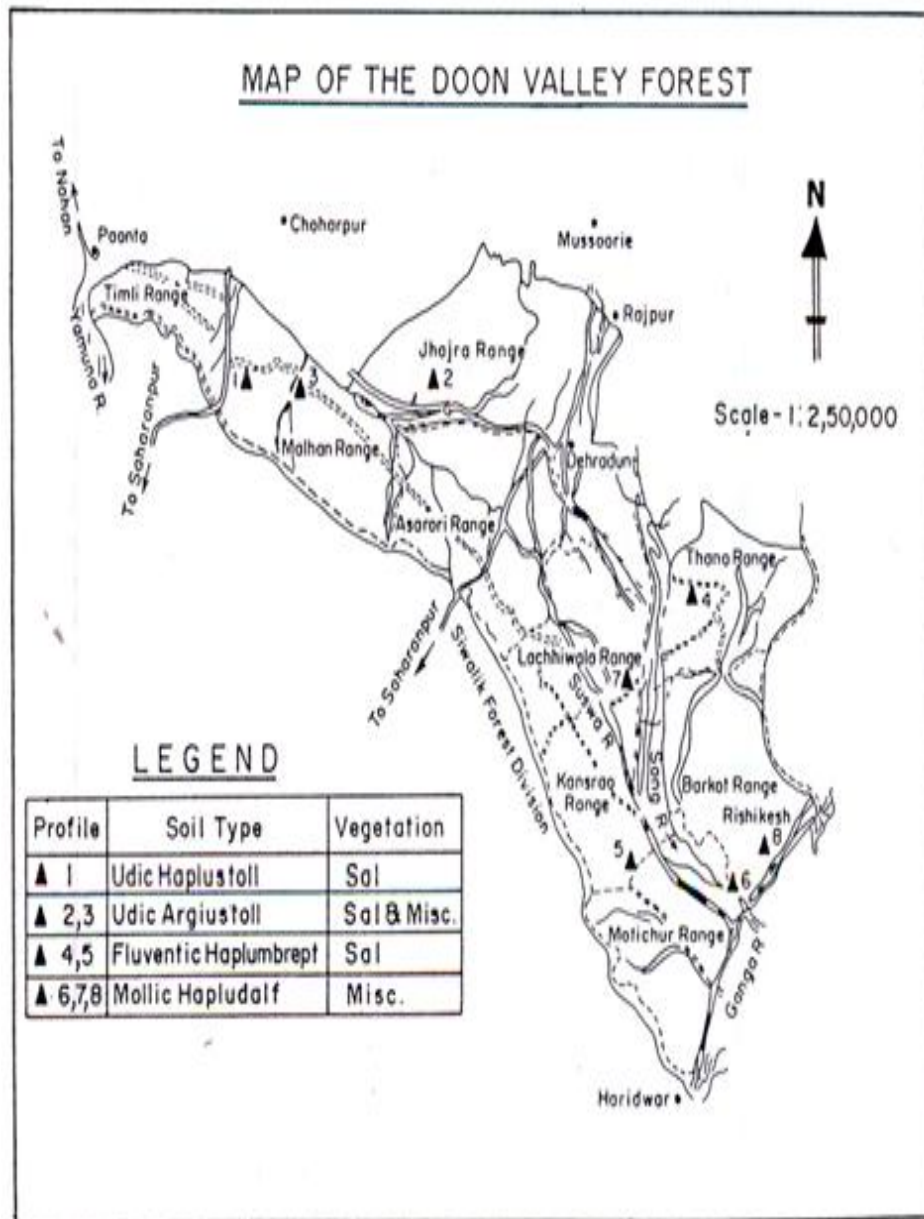 MAP OF THE DOON VALLEY FOREST
To Nahan
Paonta
Choharpur
Mussoorie
N
Timli Range
Rajpur
Yamuna R
Jhajra Range
1
3
2
Scale - 1: 2,50,000
To Saharanpur
Malhan Range
Dehradun
Asarori Range
Thano Range
4
To Saharanpur
Siwalik Forest Division
Lachhiwala Range
7
Suswa R
Song R
Kansrao
Range
Barkot Range
Rishikesh
8
5
6
Motichur Range
Ganga R
Haridwar
LEGEND
Profile Soil Type Vegetation
▲ 1 Udic Haplustoll Sal
▲ 2,3 Udic Argiustoll Sal & Misc.
▲ 4,5 Fluventic Haplumbrept Sal
▲ 6,7,8 Mollic Hapludalf Misc.